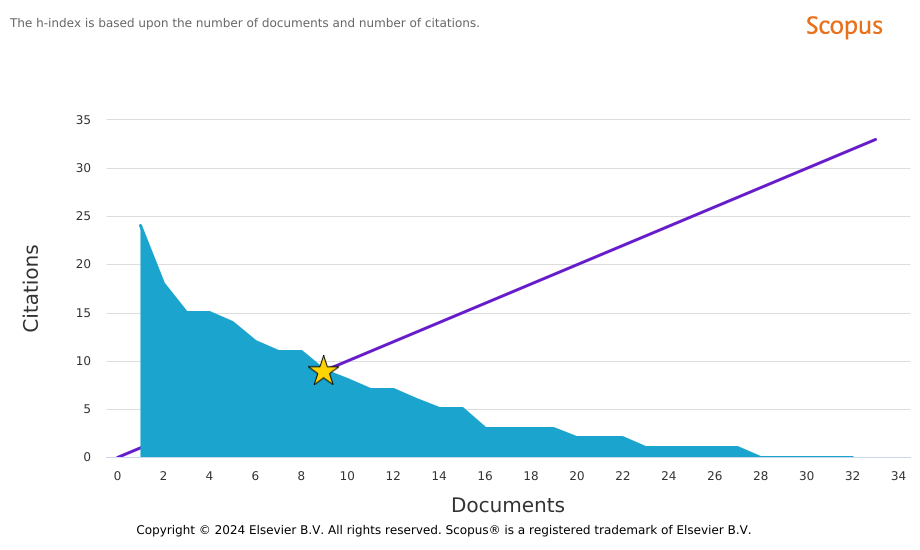 The h-index is based upon the number of documents and number of citations.
Scopus
35
30
25
20
15
10
5
0
Citations
0 2 4 6 8 10 12 14 16 18 20 22 24 26 28 30 32 34
Documents
Copyright © 2024 Elsevier B.V. All rights reserved. Scopus® is a registered trademark of Elsevier B.V.